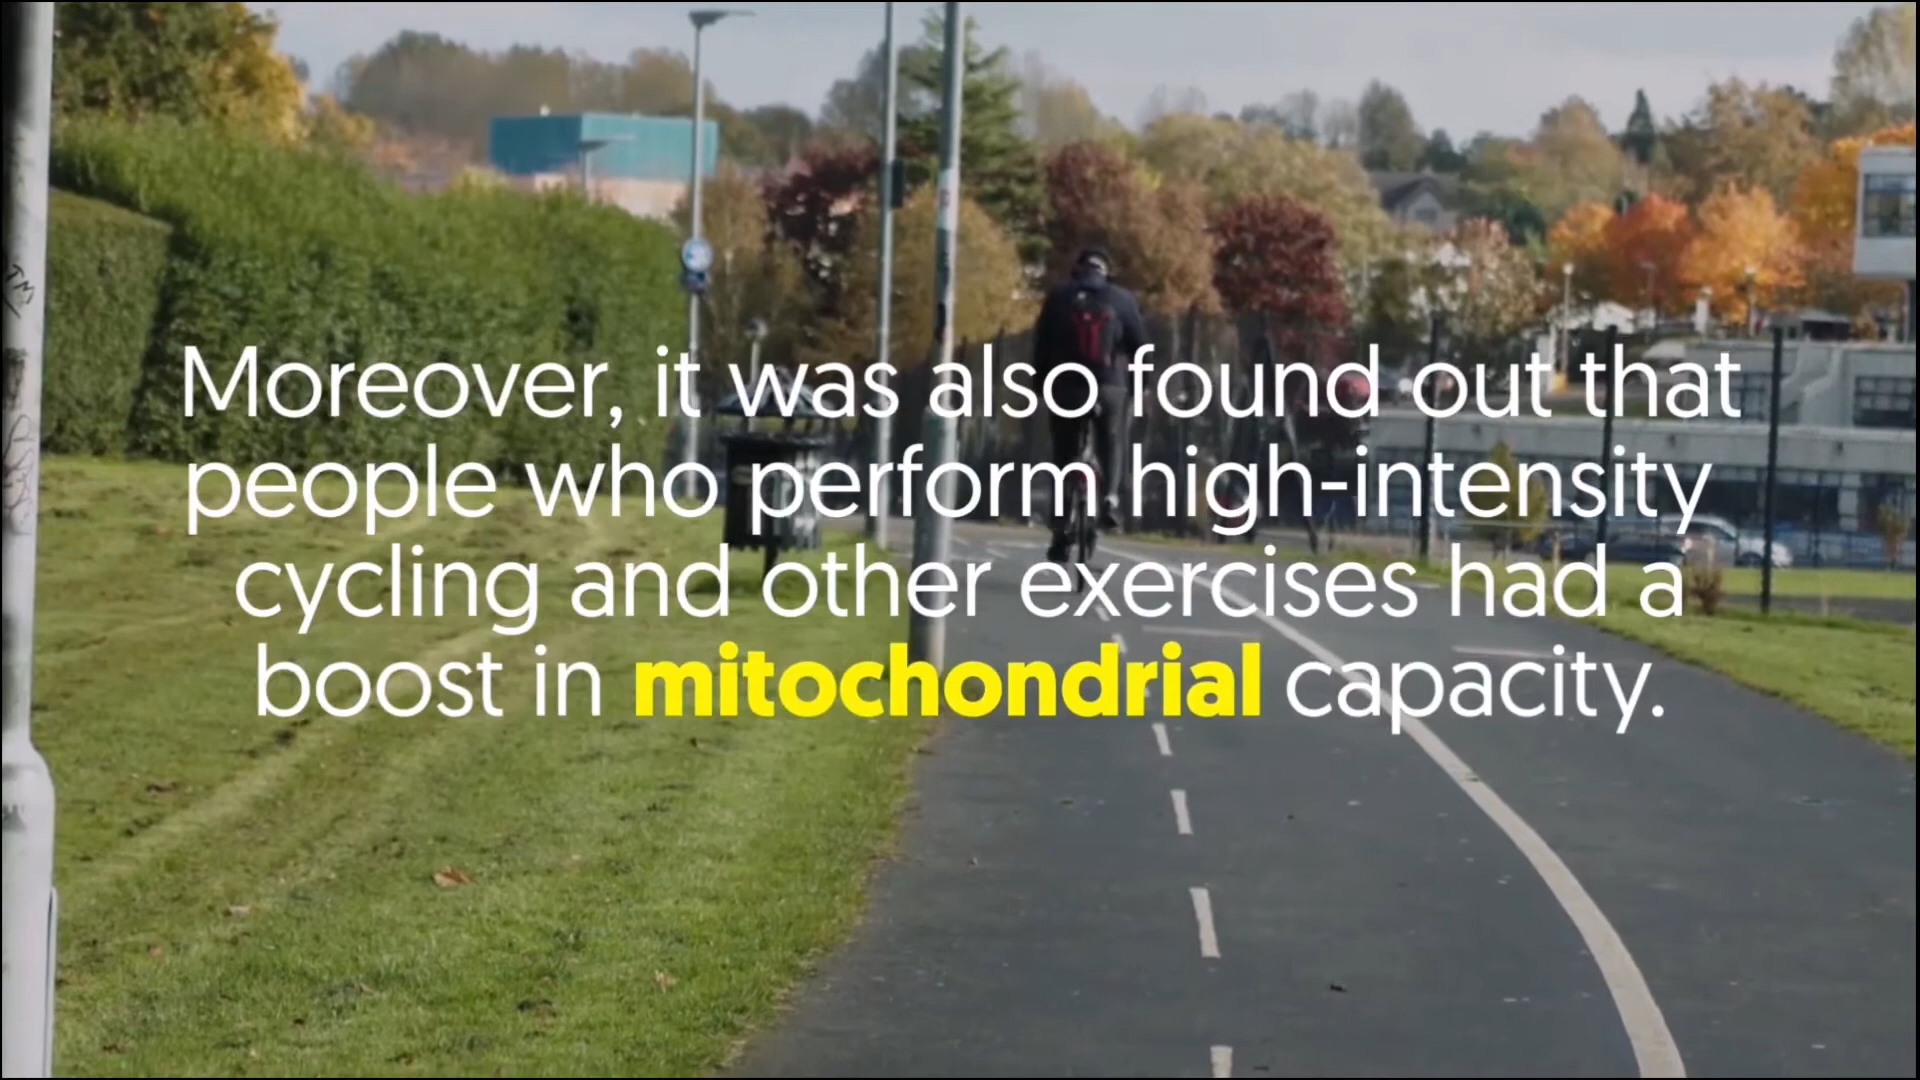 Moreover, it was also found out that
people who perform high-intensity
cycling and other exercises had a
boost in mitochondrial capacity.